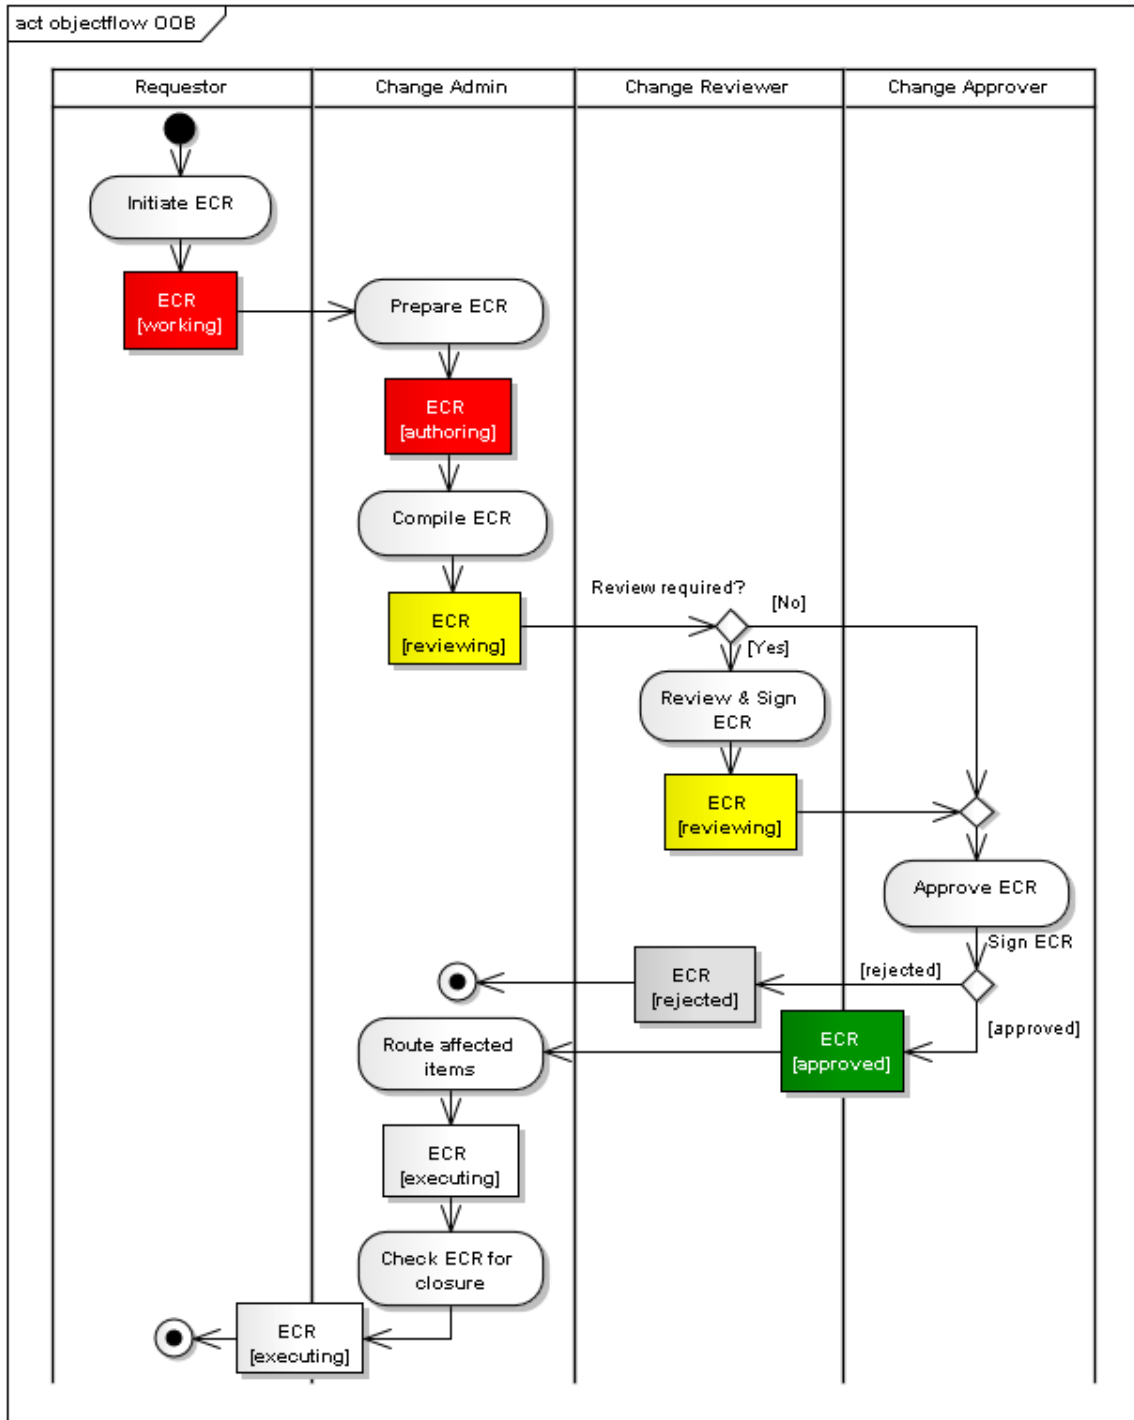 act objectflow OOB
Requestor
Change Admin
Change Reviewer
Change Approver
Initiate ECR
ECR
[working]
Prepare ECR
ECR
[authoring]
Compile ECR
Review required?
[No]
ECR
[reviewing]
[Yes]
Review & Sign
ECR
ECR
[reviewing]
Approve ECR
Sign ECR
[rejected]
ECR
[rejected]
[approved]
ECR
[approved]
Route affected
items
ECR
[executing]
Check ECR for
closure
ECR
[executing]